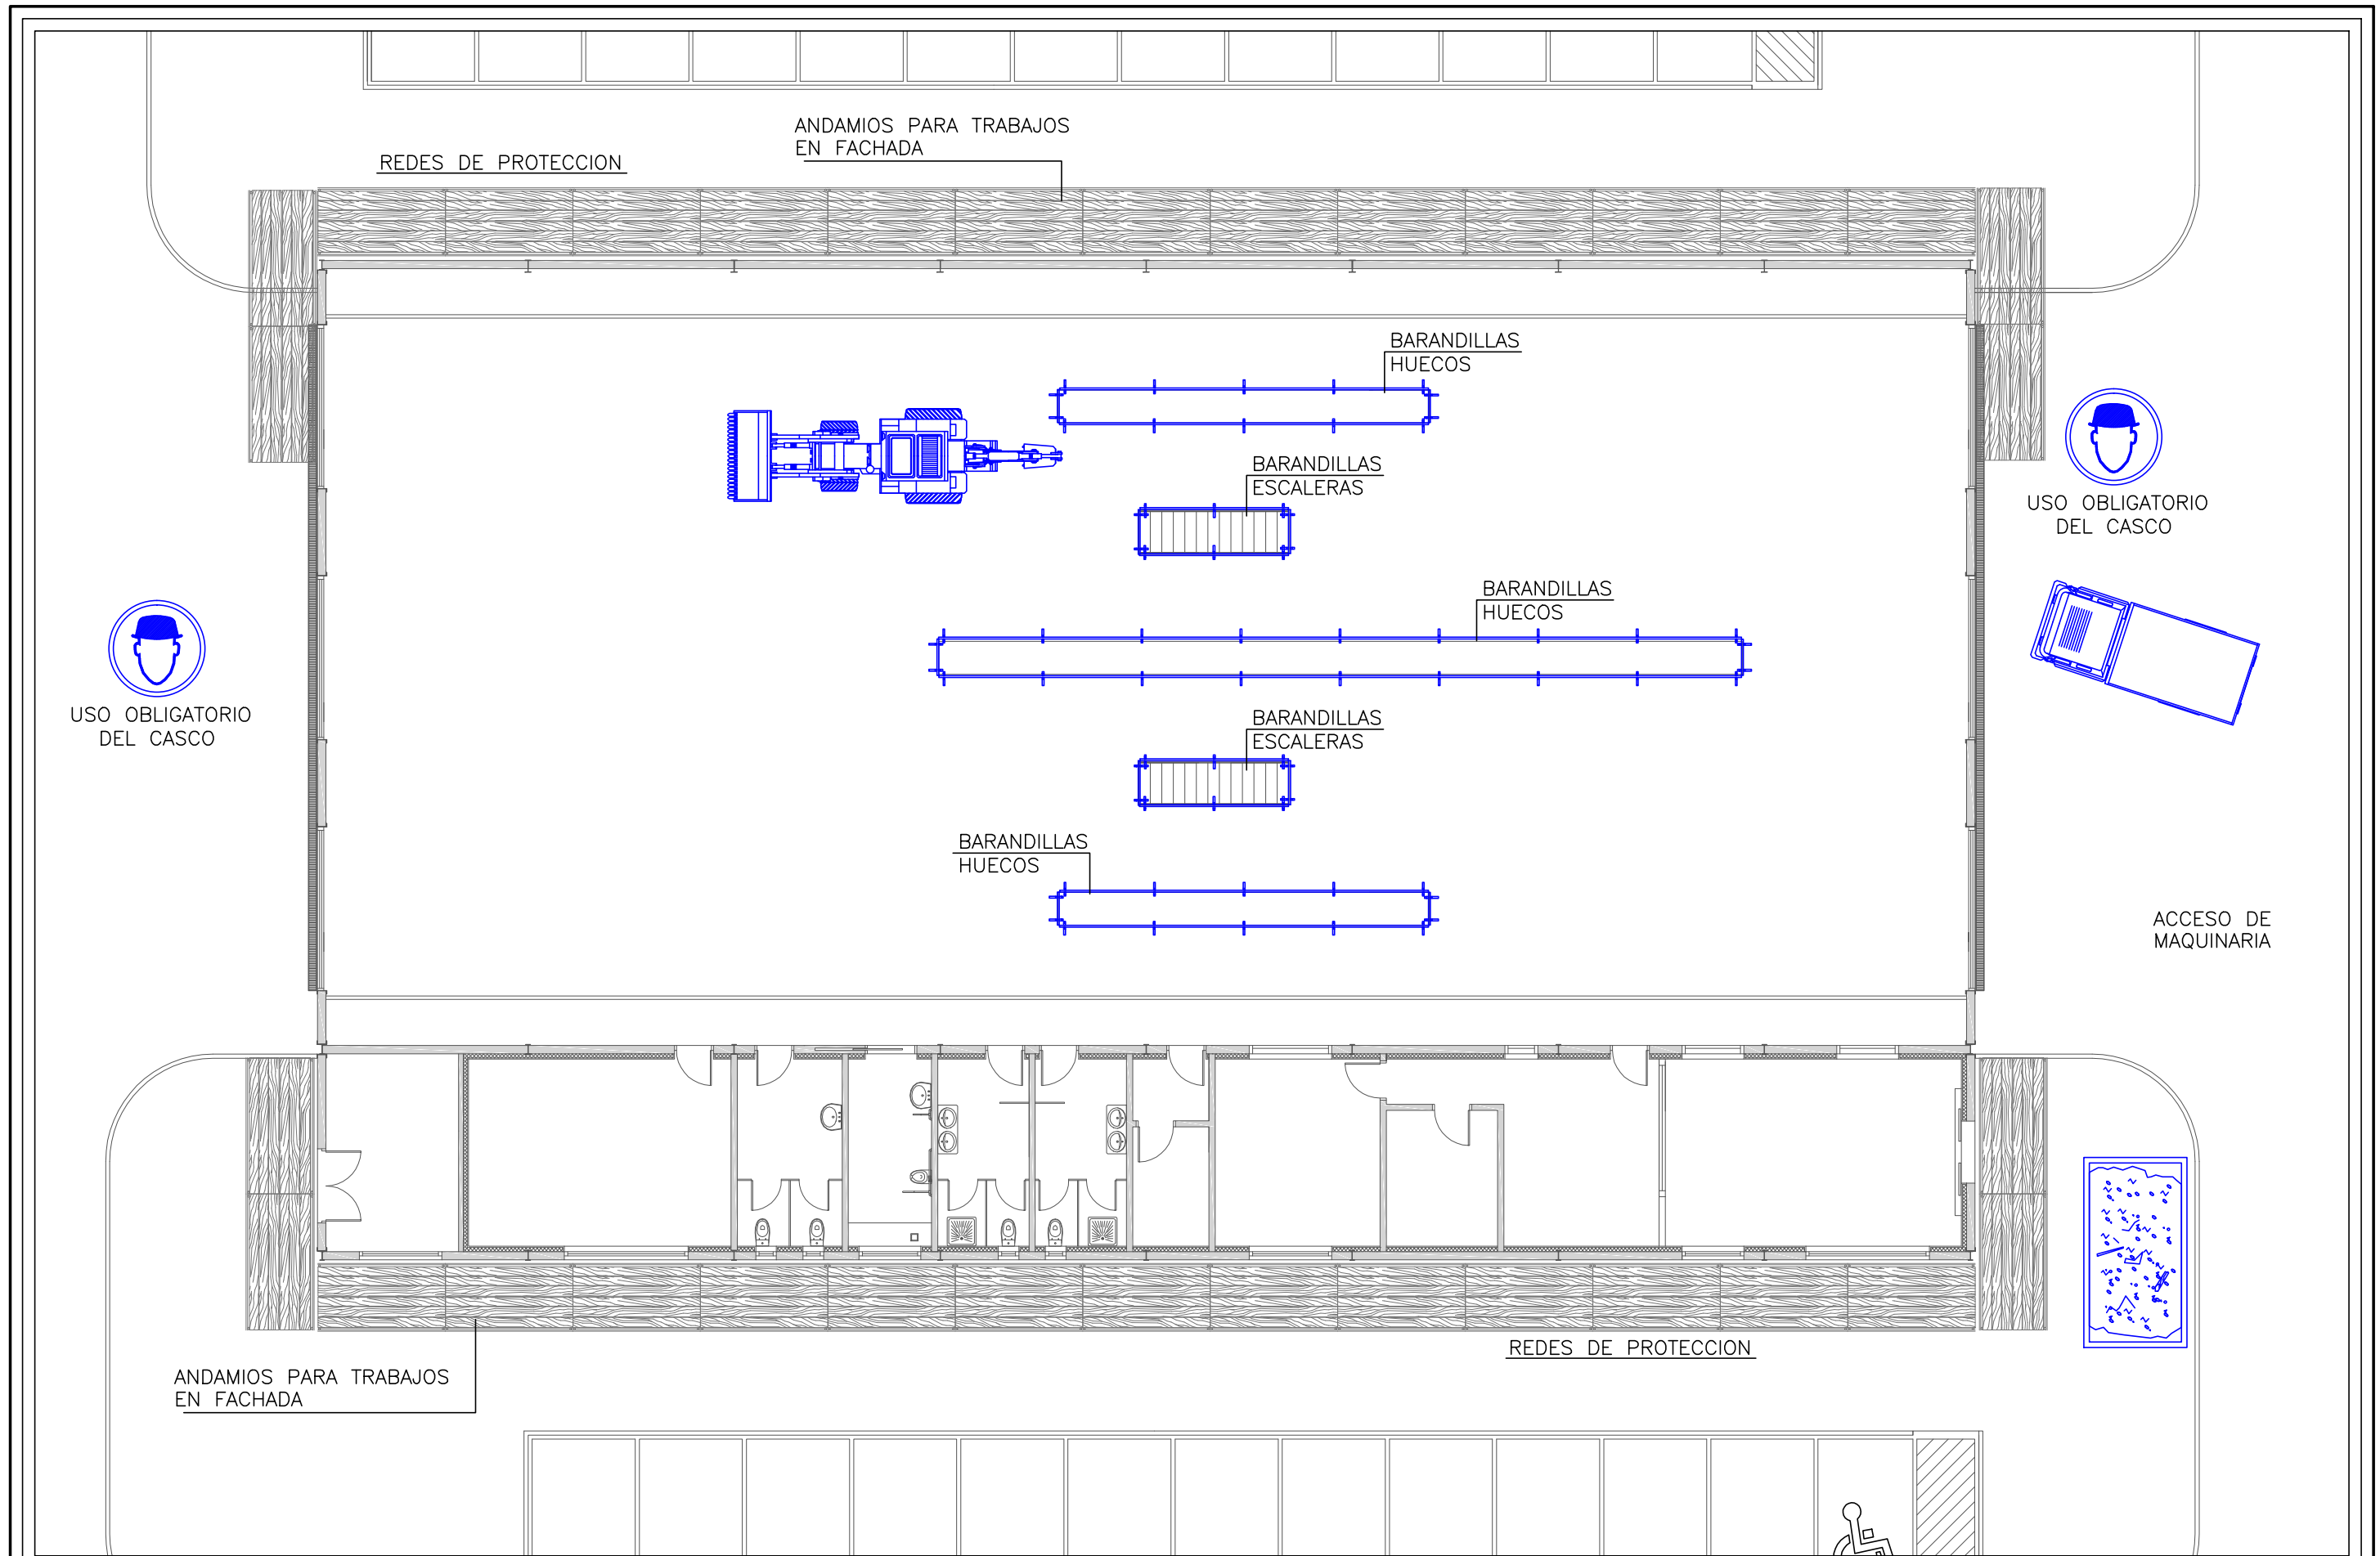 ANDAMIOS PARA TRABAJOS
EN FACHADA
REDES DE PROTECCION
BARANDILLAS
HUECOS
BARANDILLAS
ESCALERAS
USO OBLIGATORIO
DEL CASCO
BARANDILLAS
HUECOS
USO OBLIGATORIO
DEL CASCO
BARANDILLAS
ESCALERAS
BARANDILLAS
HUECOS
ACCESO DE
MAQUINARIA
REDES DE PROTECCION
ANDAMIOS PARA TRABAJOS
EN FACHADA